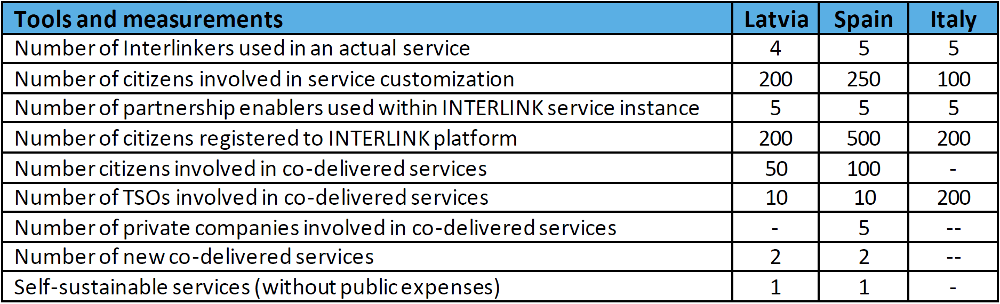 Tools and measurements Latvia Spain Italy
Number of Interlinkers used in an actual service 4 5 5
Number of citizens involved in service customization 200 250 100
Number of partnership enablers used within INTERLINK service instance 5 5 5
Number of citizens registered to INTERLINK platform 200 500 200
Number citizens involved in co-delivered services 50 100 -
Number of TSOs involved in co-delivered services 10 10 200
Number of private companies involved in co-delivered services - 5 --
Number of new co-delivered services 2 2 --
Self-sustainable services (without public expenses) 1 1 -